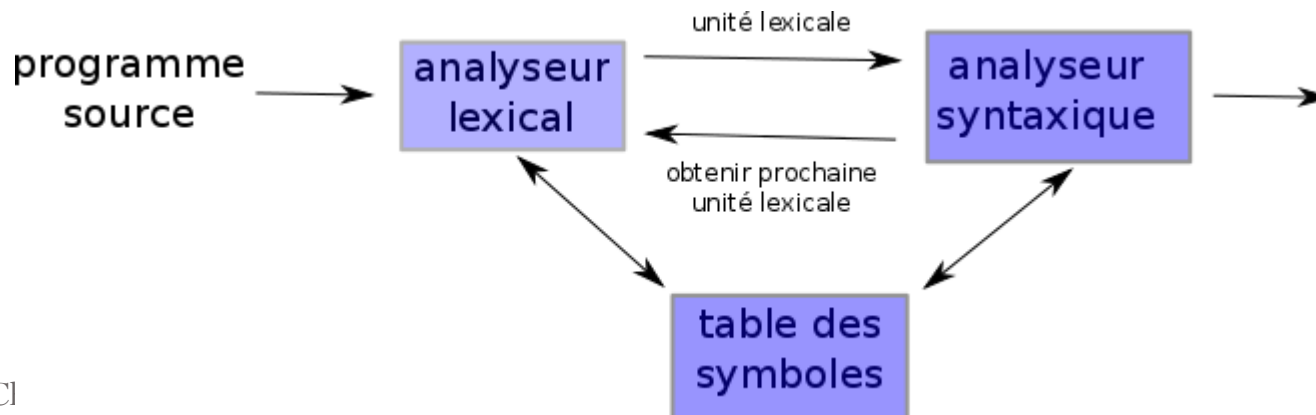 unité lexicale
programme
source
analyseur
lexical
analyseur
syntaxique
obtenir prochaine
unité lexicale
table des
symboles